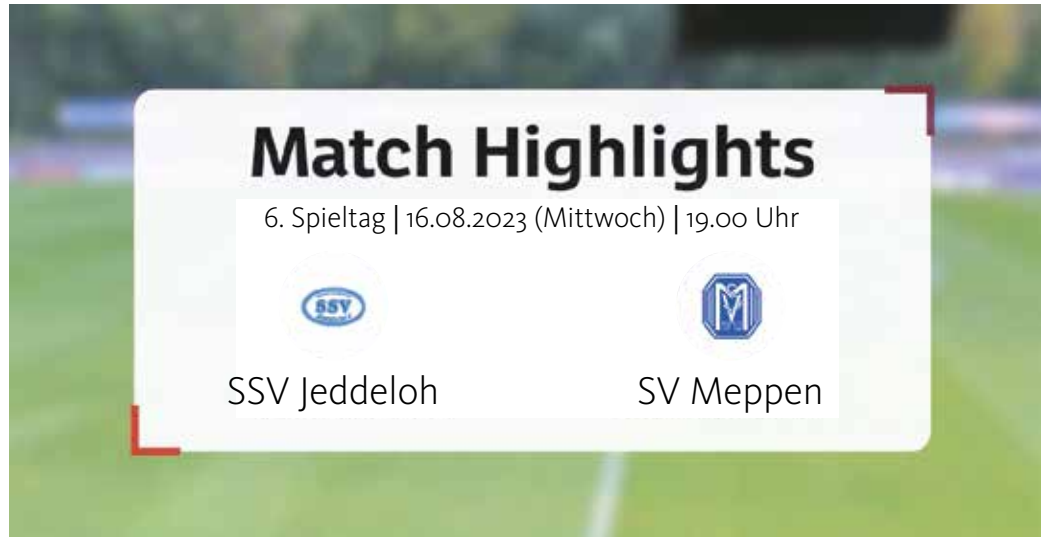 Match Highlights
6. Spieltag | 16.08.2023 (Mittwoch) | 19.00 Uhr
SSV
SSV Jeddeloh
SV Meppen